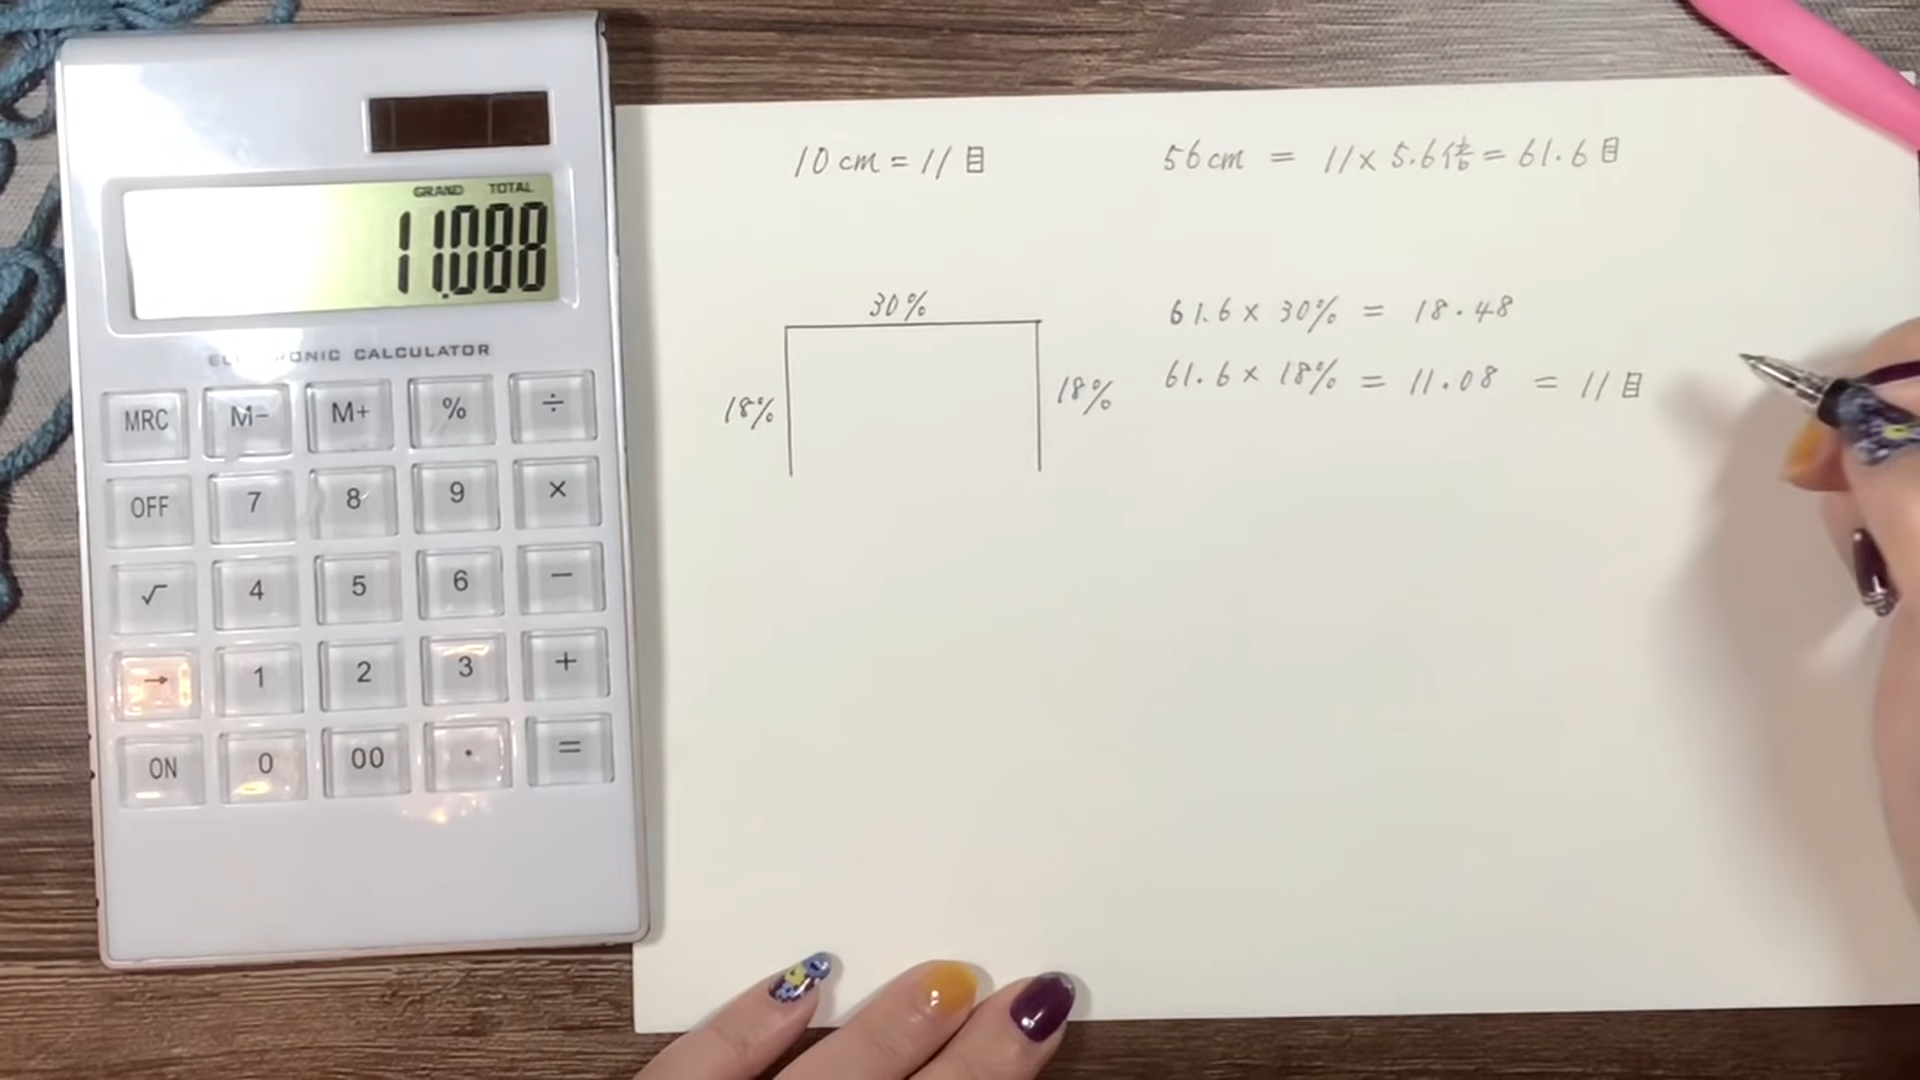 GRAND TOTAL
11.088
CALCULATOR
MRC M- M+ % ÷
OFF 7 8 9 ×
√ 4 5 6 −
→ 1 2 3 +
ON 0 00 · =
10cm = 11目
56cm = 11× 5.6倍 = 61.6目
30%
18%
18%
61.6× 30% = 18.48
61.6× 18% = 11.08 = 11目